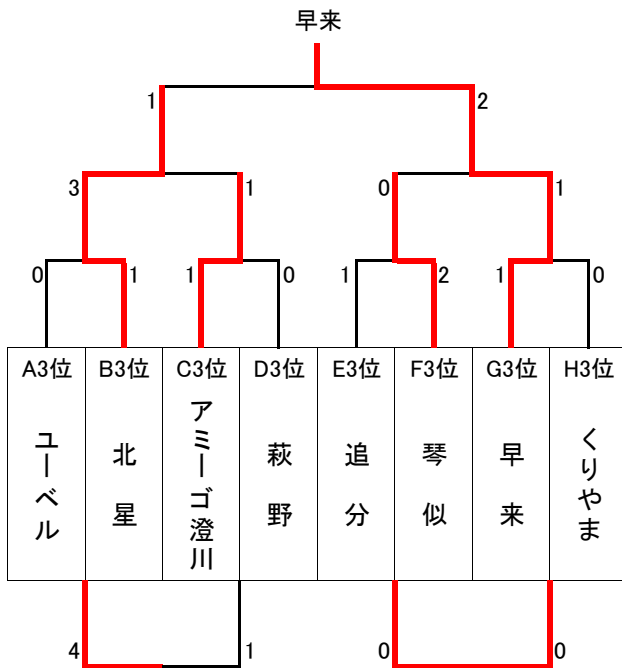 早来
1 2
3 1 0 1
0 1 1 0 1 2 1 0
A3位 B3位 C3位 D3位 E3位 F3位 G3位 H3位
ユーベル
北星
アミーゴ澄川
萩野
追分
琴似
早来
くりやま
4 1 0 0